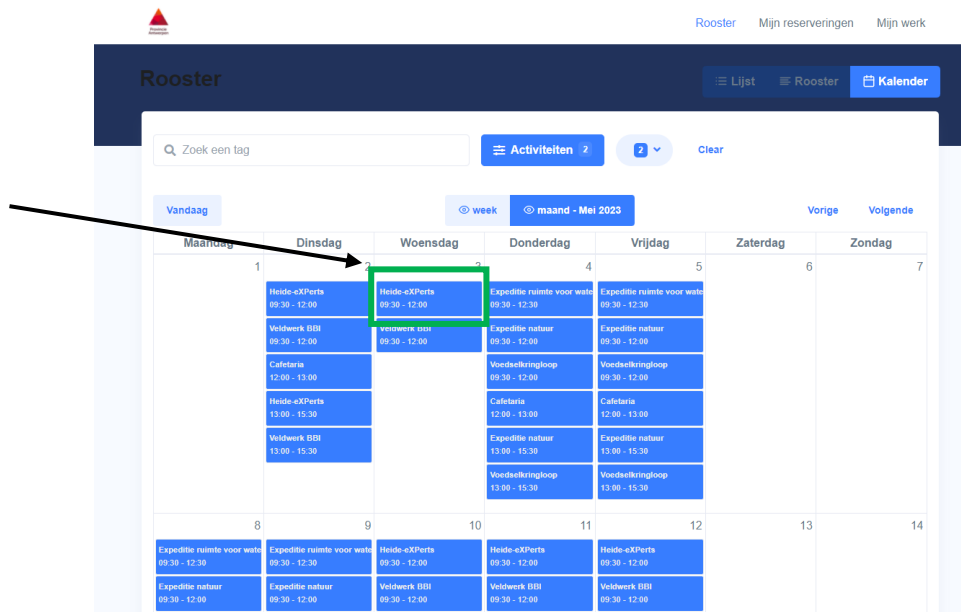 Rooster Mijn reserveringen Mijn werk
Rooster
Lijst Rooster Kalender
Zoek een tag Activiteiten 2 2 Clear
Vandaag week maand - Mei 2023 Vorige Volgende
Maandag Dinsdag Woensdag Donderdag Vrijdag Zaterdag Zondag
1 2 3 4 5 6 7
Heide-eXPerts Heide-eXPerts Expeditie ruimte voor wate Expeditie ruimte voor wate
09:30 - 12:00 09:30 - 12:00 09:30 - 12:30 09:30 - 12:30
Veldwerk BBI Veldwerk BBI Expeditie natuur Expeditie natuur
09:30 - 12:00 09:30 - 12:00 09:30 - 12:00 09:30 - 12:00
Cafetaria Voedselkringloop Voedselkringloop
12:00 - 13:00 09:30 - 12:00 09:30 - 12:00
Heide-eXPerts Cafetaria Cafetaria
13:00 - 15:30 12:00 - 13:00 12:00 - 13:00
Veldwerk BBI Expeditie natuur Expeditie natuur
13:00 - 15:30 13:00 - 15:30 13:00 - 15:30
Voedselkringloop Voedselkringloop
13:00 - 15:30 13:00 - 15:30
8 9 10 11 12 13 14
Expeditie ruimte voor wate Expeditie ruimte voor wate Heide-eXPerts Heide-eXPerts Heide-eXPerts
09:30 - 12:30 09:30 - 12:30 09:30 - 12:00 09:30 - 12:00 09:30 - 12:00
Expeditie natuur Expeditie natuur Veldwerk BBI Veldwerk BBI Veldwerk BBI
09:30 - 12:00 09:30 - 12:00 09:30 - 12:00 09:30 - 12:00 09:30 - 12:00